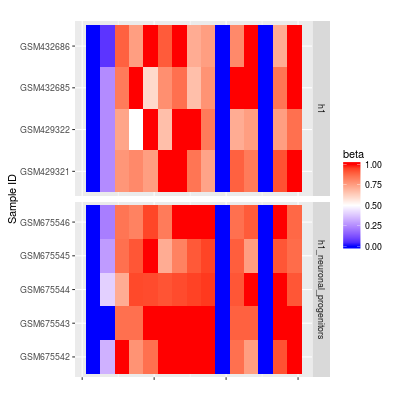 GSM432686
GSM432685
GSM429322
GSM429321
h1
GSM675546
GSM675545
GSM675544
GSM675543
GSM675542
h1_neuronal_progenitors
Sample ID
beta
1.00
0.75
0.50
0.25
0.00